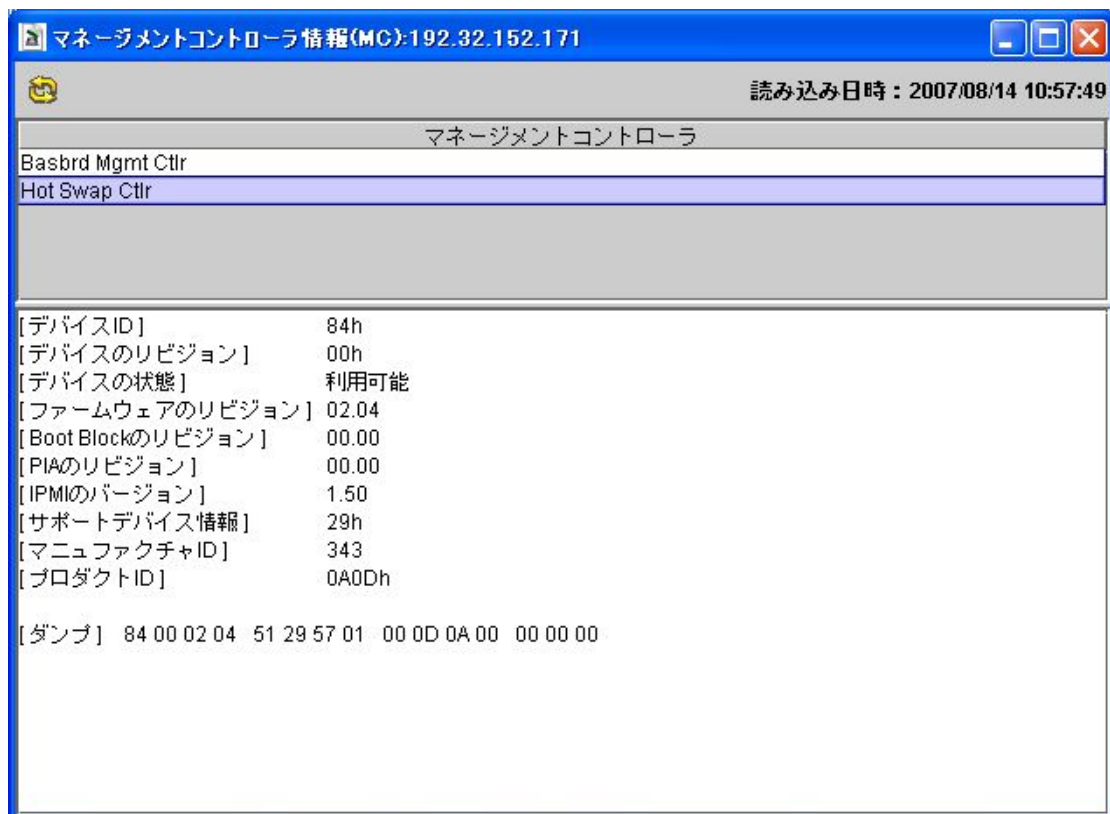 マネージメントコントローラ情報(MC):192.32.152.171
読み込み日時：2007/08/14 10:57:49
マネージメントコントローラ
Basbrd Mgmt Ctlr
Hot Swap Ctlr
[デバイスID] 84h
[デバイスのリビジョン] 00h
[デバイスの状態] 利用可能
[ファームウェアのリビジョン] 02.04
[Boot Blockのリビジョン] 00.00
[PIAのリビジョン] 00.00
[IPMIのバージョン] 1.50
[サポートデバイス情報] 29h
[マニュファクチャID] 343
[プロダクトID] 0A0Dh
[ダンプ] 84 00 02 04 51 29 57 01 00 0D 0A 00 00 00 00